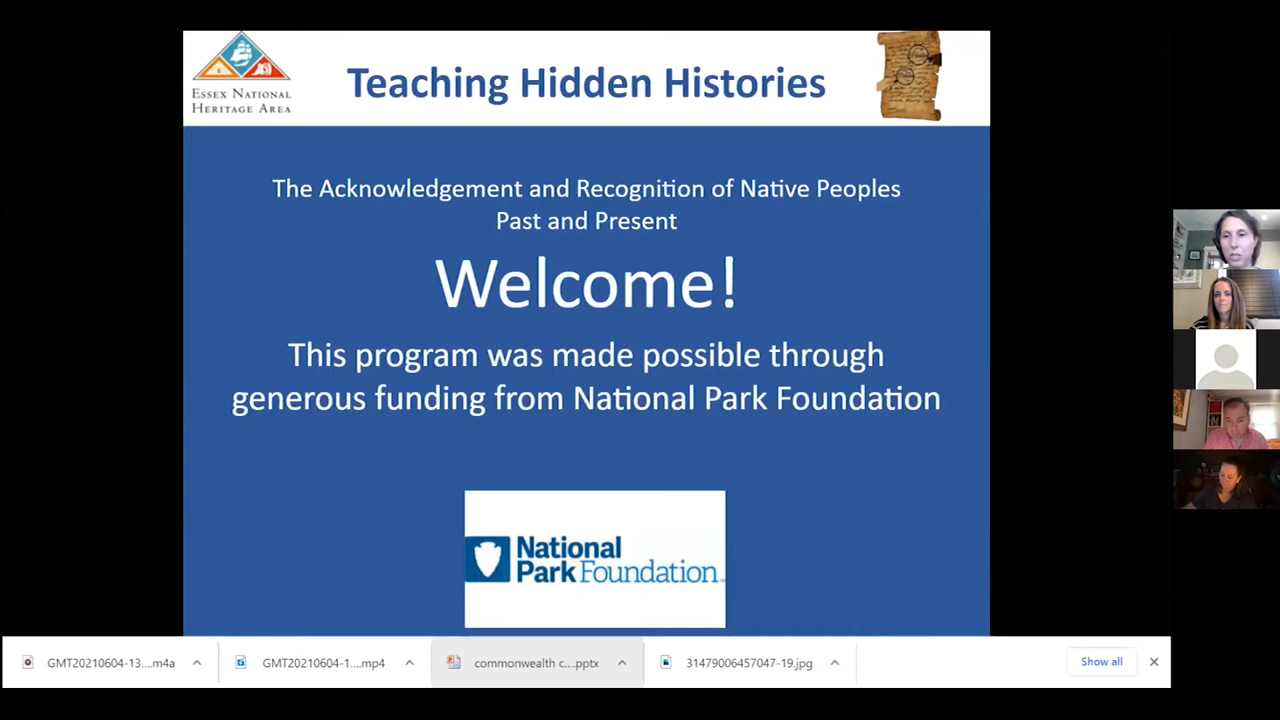 Essex National
Heritage Area
Teaching Hidden Histories
The Acknowledgement and Recognition of Native Peoples
Past and Present
Welcome!
This program was made possible through
generous funding from National Park Foundation
National
Park Foundation
GMT20210604-13....m4a
GMT20210604-1....mp4
commonwealth c....pptx
31479006457047-19.jpg
Show all